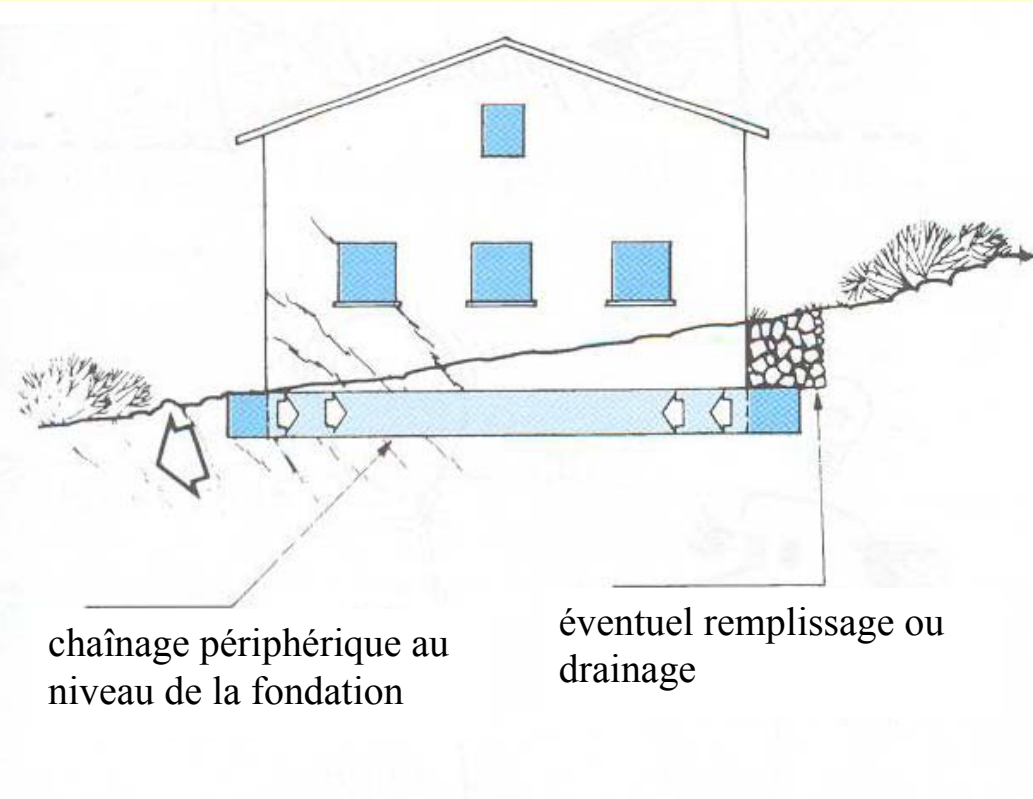 chaînage périphérique au
niveau de la fondation
éventuel remplissage ou
drainage